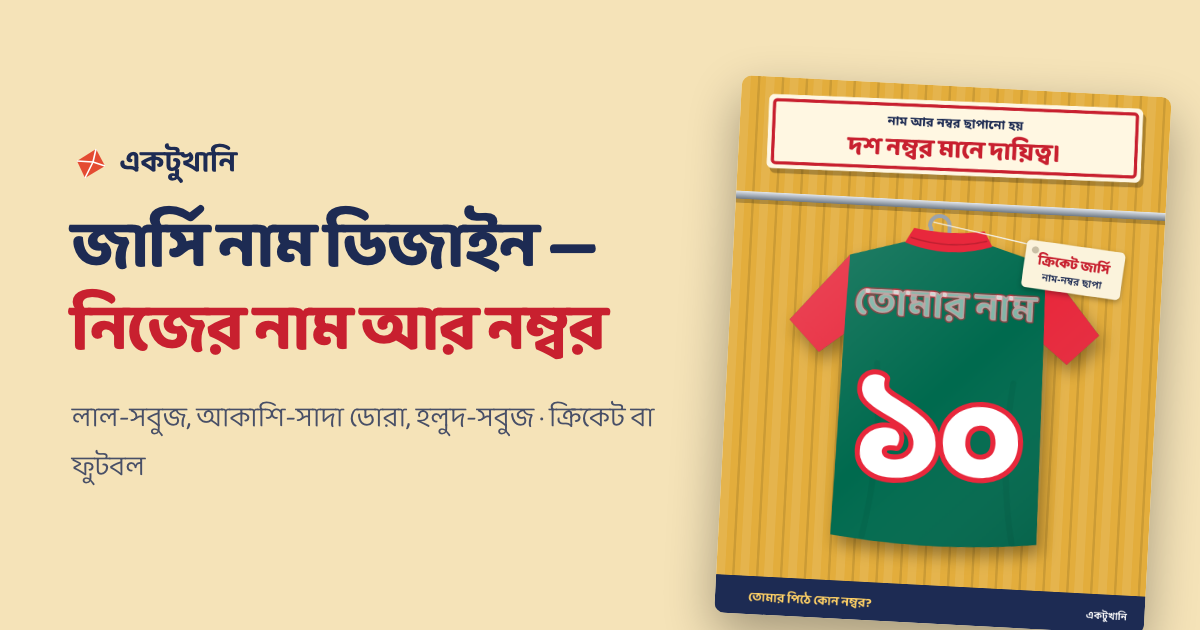 একটুখানি
জার্সি নাম ডিজাইন —
নিজের নাম আর নম্বর
লাল-সবুজ, আকাশি-সাদা ডোরা, হলুদ-সবুজ · ক্রিকেট বা
ফুটবল
নাম আর নম্বর ছাপানো হয়
দশ নম্বর মানে দায়িত্ব।
ক্রিকেট জার্সি
নাম-নম্বর ছাপা
তোমার নাম
১০
তোমার পিঠে কোন নম্বর?
একটুখানি